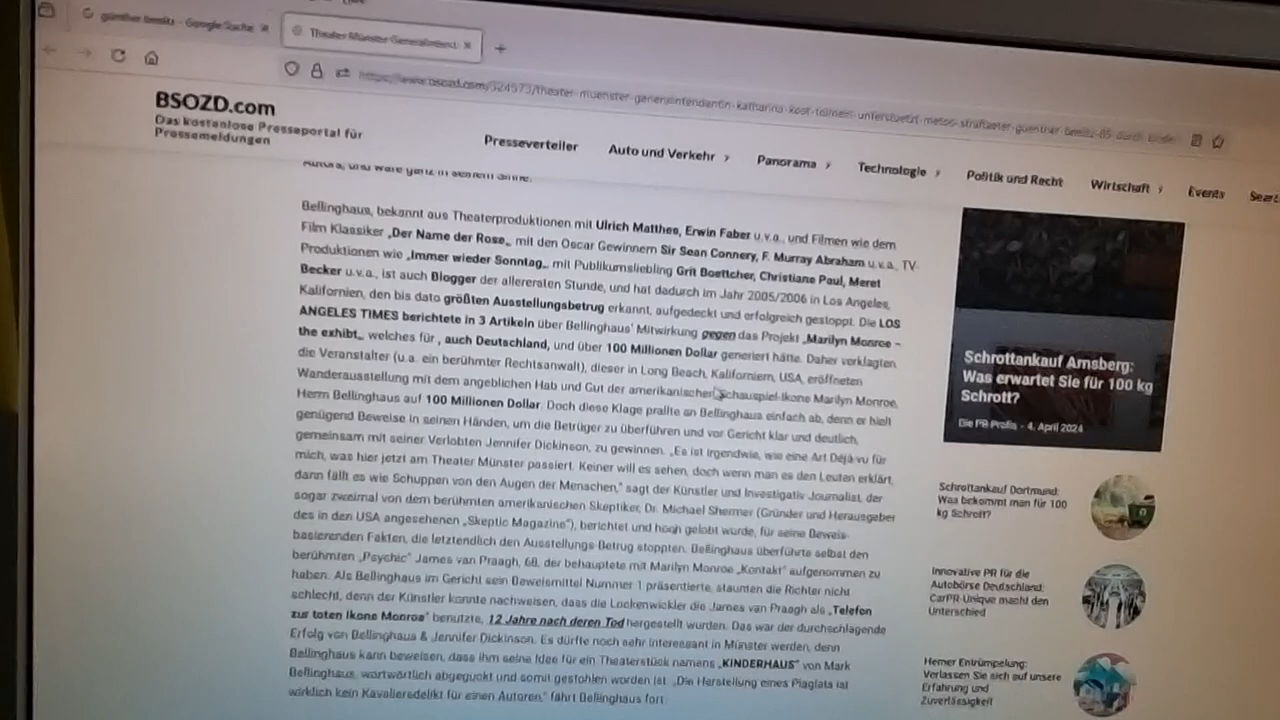 Google Suche
Theater Münster Generalintend
BSOZD.com
Das kostenlose Presseportal für
Pressemeldungen
Presseverteiler
Auto und Verkehr
Panorama
Technologie
Politik und Recht
Wirtschaft
Events
Bellinghaus, bekannt aus Theaterproduktionen mit Ulrich Matthes, Erwin Faber u.v.a., und Filmen wie dem
Film Klassiker „Der Name der Rose„, mit den Oscar Gewinnern Sir Sean Connery, F. Murray Abraham u.v.a., TV-
Produktionen wie „Immer wieder Sonntag„, mit Publikumsliebling Grit Boettcher, Christiane Paul, Meret
Becker u.v.a., ist auch Blogger der allerersten Stunde, und hat dadurch im Jahr 2005/2006 in Los Angeles,
Kalifornien, den bis dato größten Ausstellungsbetrug erkannt, aufgedeckt und erfolgreich gestoppt. Die LOS
ANGELES TIMES berichtete in 3 Artikeln über Bellinghaus' Mitwirkung gegen das Projekt „Marilyn Monroe –
the exhibt„, welches für , auch Deutschland, und über 100 Millionen Dollar generiert hätte. Daher verklagten
die Veranstalter (u.a. ein berühmter Rechtsanwalt), dieser in Long Beach, Kaliforniern, USA, eröffneten
Wanderausstellung mit dem angeblichen Hab und Gut der amerikanischen Schauspiel-Ikone Marilyn Monroe,
Herrn Bellinghaus auf 100 Millionen Dollar. Doch diese Klage prallte an Bellinghaus einfach ab, denn er hielt
genügend Beweise in seinen Händen, um die Betrüger zu überführen und vor Gericht klar und deutlich,
gemeinsam mit seiner Verlobten Jennifer Dickinson, zu gewinnen. „Es ist irgendwie, wie eine Art Déjà-vu für
mich, was hier jetzt am Theater Münster passiert. Keiner will es sehen, doch wenn man es den Leuten erklärt,
dann fällt es wie Schuppen von den Augen der Menschen,“ sagt der Künstler und Investigativ Journalist, der
sogar zweimal von dem berühmten amerikanischen Skeptiker, Dr. Michael Shermer (Gründer und Herausgeber
des in den USA angesehenen „Skeptic Magazine“), berichtet und hoch gelobt wurde, für seine Beweis-
basierenden Fakten, die letztendlich den Ausstellungs-Betrug stoppten. Bellinghaus überführte selbst den
berühmten „Psychic“ James van Praagh, 68, der behauptete mit Marilyn Monroe „Kontakt“ aufgenommen zu
haben. Als Bellinghaus im Gericht sein Beweismittel Nummer 1 präsentierte, staunten die Richter nicht
schlecht, denn der Künstler konnte nachweisen, dass die Lockenwickler die James van Praagh als „Telefon
zur toten Ikone Monroe“ benutzte, 12 Jahre nach deren Tod hergestellt wurden. Das war der durchschlagende
Erfolg von Bellinghaus & Jennifer Dickinson. Es dürfte noch sehr interessant in Münster werden, denn
Bellinghaus kann beweisen, dass ihm seine Idee für ein Theaterstück namens „KINDERHAUS“ von Mark
Bellinghaus, wortwörtlich abgeguckt und somit gestohlen worden ist. „Die Herstellung eines Plagiats ist
wirklich kein Kavaliersdelikt für einen Autoren,“ fährt Bellinghaus fort.
Schrottankauf Arnsberg:
Was erwartet Sie für 100 kg
Schrott?
Die PR-Profis - 4. April 2024
Schrottankauf Dortmund:
Was bekommt man für 100
kg Schrott?
Innovative PR für die
Autobörse Deutschland:
CarPR-Unique macht den
Unterschied
Hemer Entrümpelung:
Verlassen Sie sich auf unsere
Erfahrung und
Zuverlässigkeit